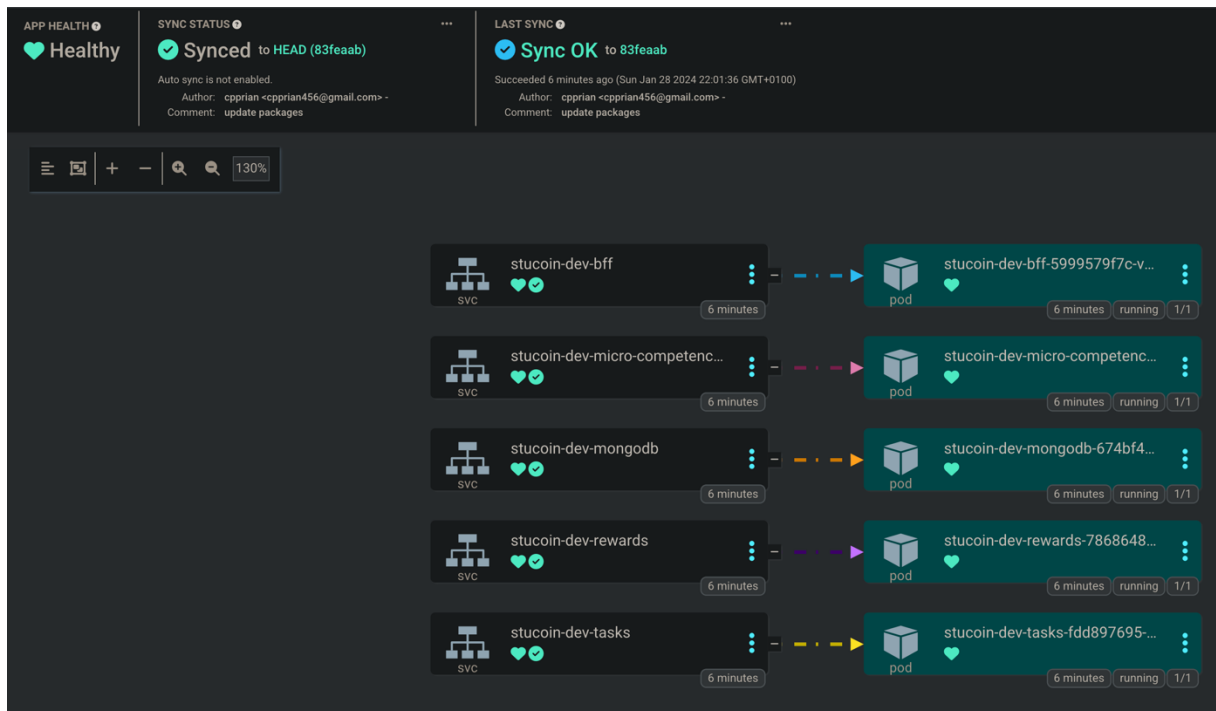 APP HEALTH
Healthy
SYNC STATUS
Synced to HEAD (83feaab)
Auto sync is not enabled.
Author: cpprian <cpprian456@gmail.com> -
Comment: update packages
LAST SYNC
Sync OK to 83feaab
Succeeded 6 minutes ago (Sun Jan 28 2024 22:01:36 GMT+0100)
Author: cpprian <cpprian456@gmail.com> -
Comment: update packages
130%
stucoin-dev-bff
svc
6 minutes
stucoin-dev-bff-5999579f7c-v...
pod
6 minutes running 1/1
stucoin-dev-micro-competenc...
svc
6 minutes
stucoin-dev-micro-competenc...
pod
6 minutes running 1/1
stucoin-dev-mongodb
svc
6 minutes
stucoin-dev-mongodb-674bf4...
pod
6 minutes running 1/1
stucoin-dev-rewards
svc
6 minutes
stucoin-dev-rewards-7868648...
pod
6 minutes running 1/1
stucoin-dev-tasks
svc
6 minutes
stucoin-dev-tasks-fdd897695-...
pod
6 minutes running 1/1